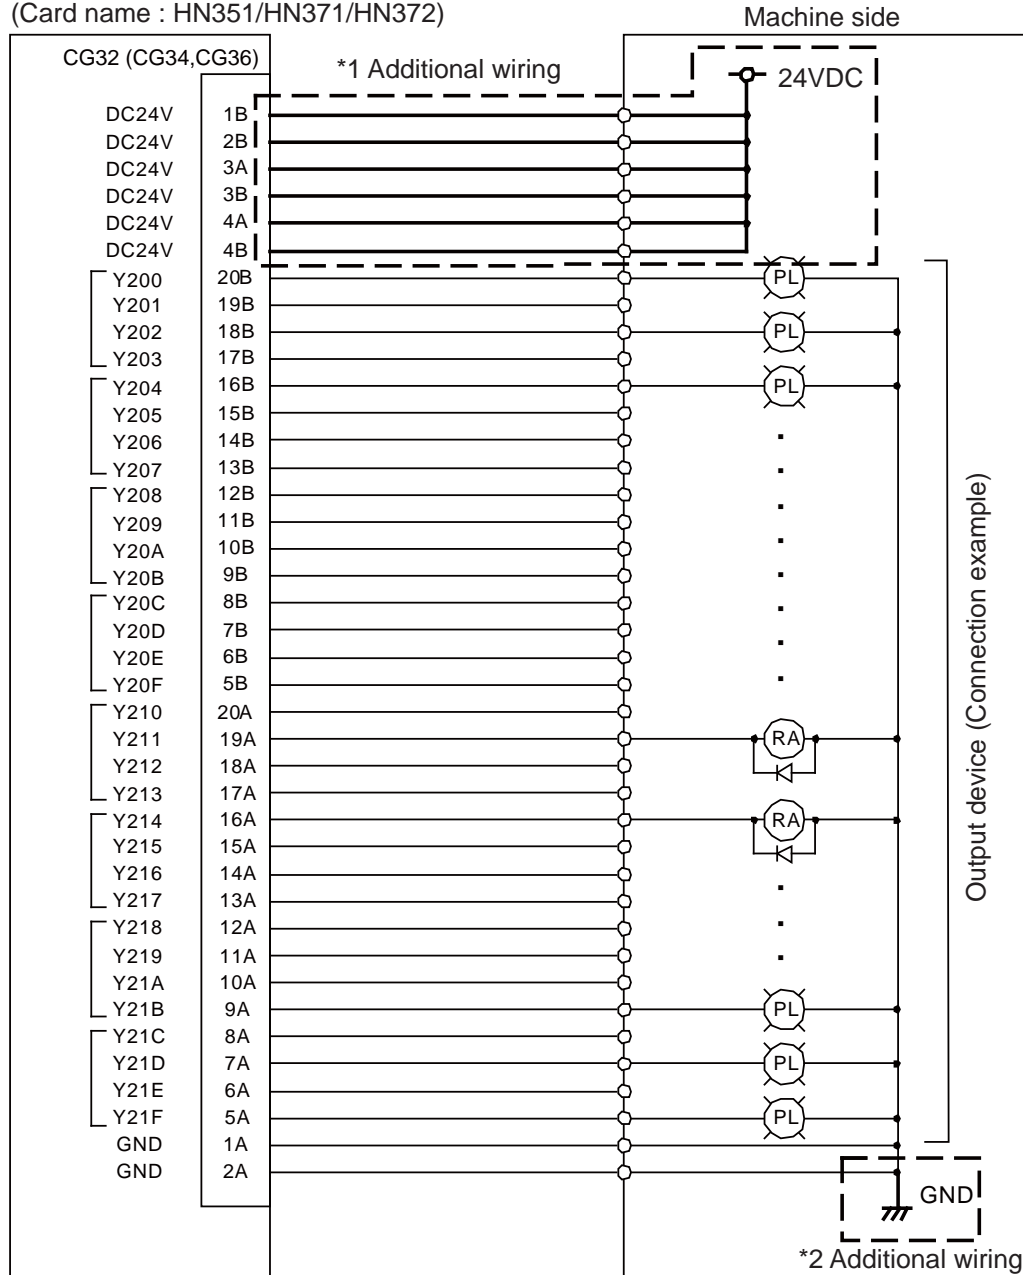 (Card name : HN351/HN371/HN372)
Machine side
CG32 (CG34,CG36)
*1 Additional wiring
24VDC
DC24V 1B
DC24V 2B
DC24V 3A
DC24V 3B
DC24V 4A
DC24V 4B
Y200 20B PL
Y201 19B
Y202 18B PL
Y203 17B
Y204 16B PL
Y205 15B
Y206 14B
Y207 13B
Y208 12B
Y209 11B
Y20A 10B
Y20B 9B
Y20C 8B
Y20D 7B
Y20E 6B
Y20F 5B
Y210 20A
Y211 19A RA
Y212 18A
Y213 17A
Y214 16A RA
Y215 15A
Y216 14A
Y217 13A
Y218 12A
Y219 11A
Y21A 10A
Y21B 9A PL
Y21C 8A
Y21D 7A PL
Y21E 6A
Y21F 5A PL
GND 1A
GND 2A
Output device (Connection example)
GND
*2 Additional wiring